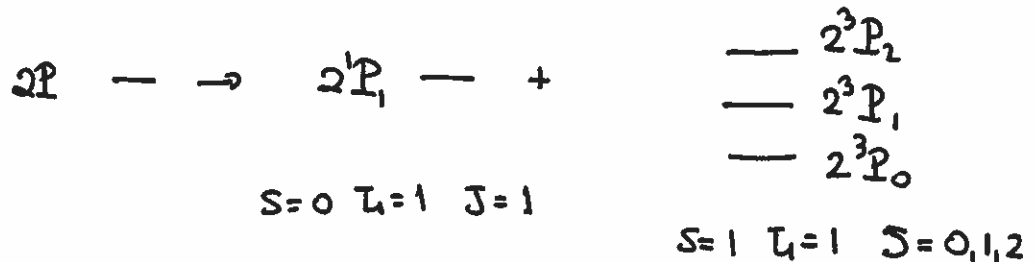 2P — → 2¹P₁ — +
— 2³P₂
— 2³P₁
— 2³P₀
S=0 L=1 J=1
S=1 L=1 J=0,1,2